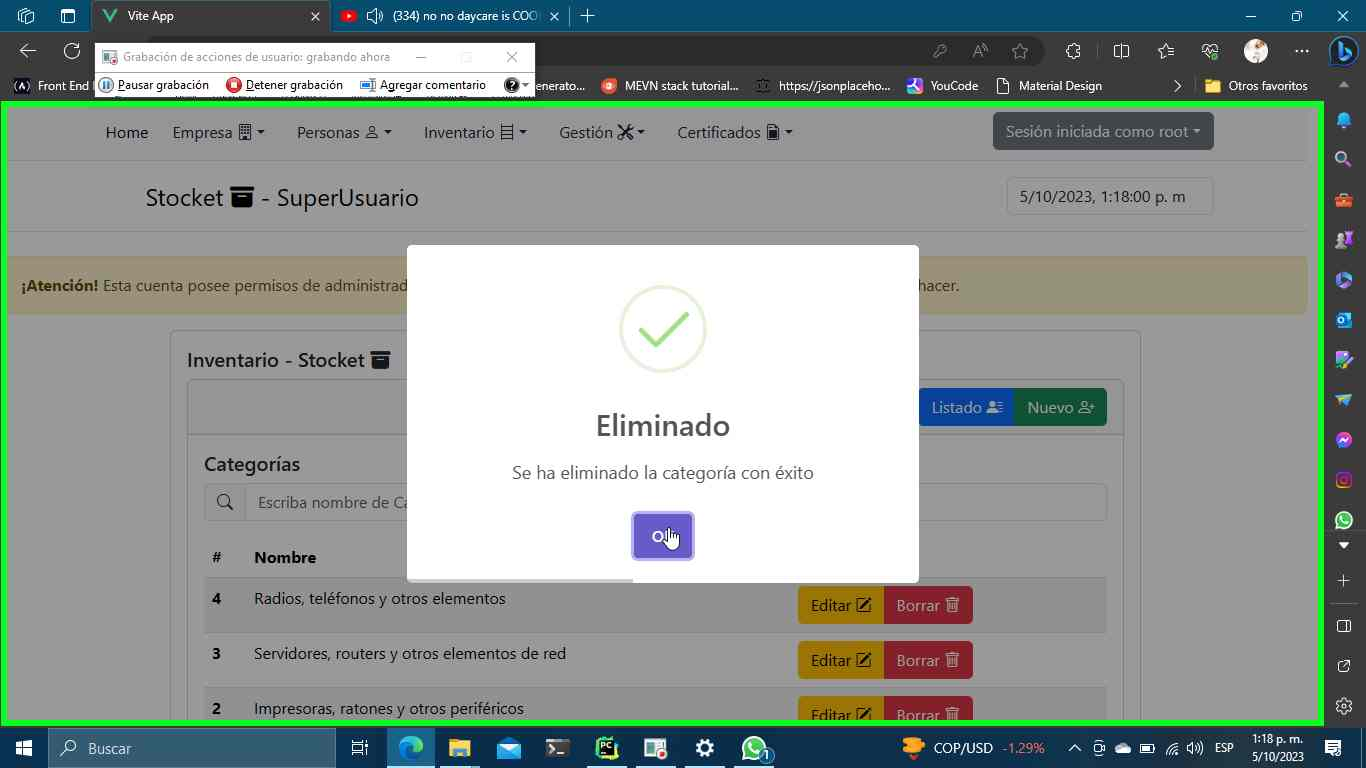 Vite App
(334) no no daycare is COO
Grabación de acciones de usuario: grabando ahora
Pausar grabación
Detener grabación
Agregar comentario
Front End
enerato...
MEVN stack tutorial...
https://jsonplaceho...
YouCode
Material Design
Otros favoritos
Home
Empresa
Personas
Inventario
Gestión
Certificados
Sesión iniciada como root
Stocket - SuperUsuario
5/10/2023, 1:18:00 p. m
¡Atención! Esta cuenta posee permisos de administrad
hacer.
Inventario - Stocket
Listado
Nuevo
Eliminado
Se ha eliminado la categoría con éxito
Categorías
Escriba nombre de Ca
# Nombre
4 Radios, teléfonos y otros elementos
Editar
Borrar
3 Servidores, routers y otros elementos de red
Editar
Borrar
2 Impresoras, ratones y otros periféricos
Editar
Borrar
Buscar
COP/USD -1.29%
ESP
1:18 p. m.
5/10/2023